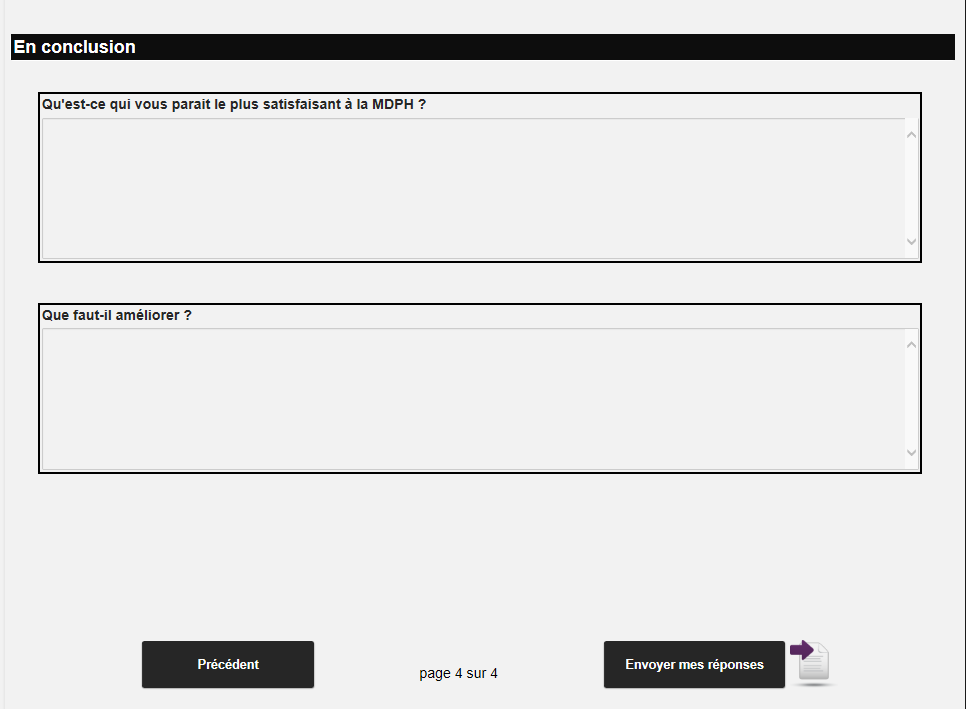 En conclusion
Qu'est-ce qui vous parait le plus satisfaisant à la MDPH ?
Que faut-il améliorer ?
Précédent
page 4 sur 4
Envoyer mes réponses